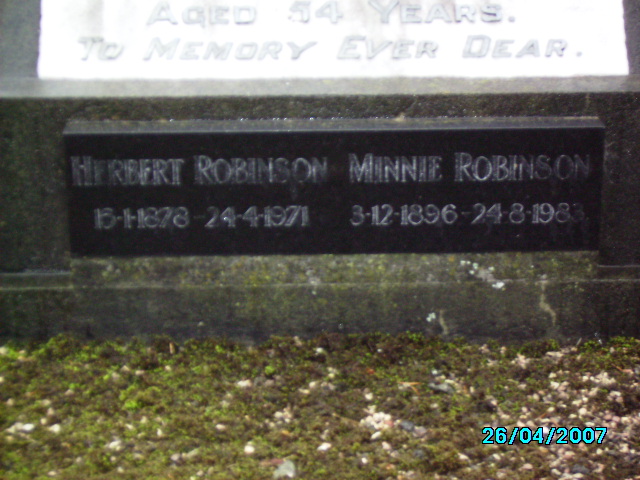 AGED 54 YEARS.
TO MEMORY EVER DEAR.
HERBERT ROBINSON MINNIE ROBINSON
15-1-1878 - 24-4-1971 3-12-1896 - 24-8-1983
26/04/2007